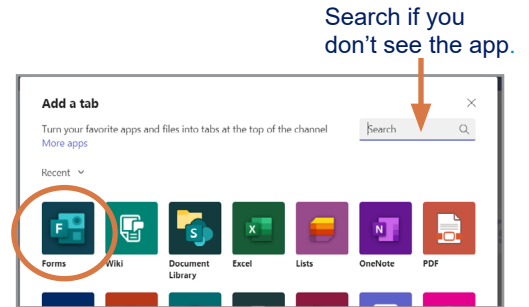 Search if you
don’t see the app.
Add a tab
Turn your favorite apps and files into tabs at the top of the channel
More apps
Search
Recent
Forms
Wiki
Document
Library
Excel
Lists
OneNote
PDF